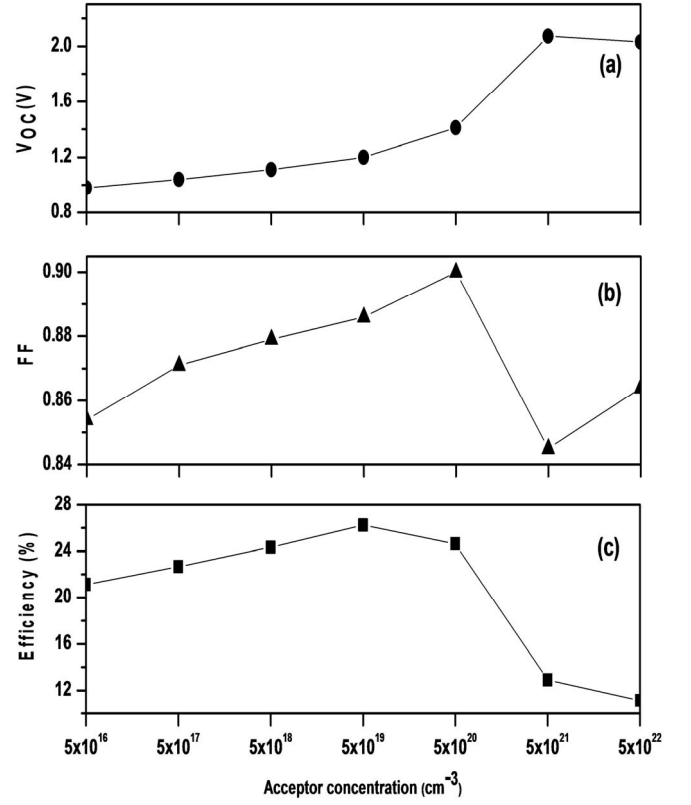 2.0
1.6
1.2
0.8
V_OC(V)
(a)
0.90
0.88
0.86
0.84
FF
(b)
28
24
20
16
12
Efficiency (%)
(c)
5x10^16 5x10^17 5x10^18 5x10^19 5x10^20 5x10^21 5x10^22
Acceptor concentration (cm^-3)